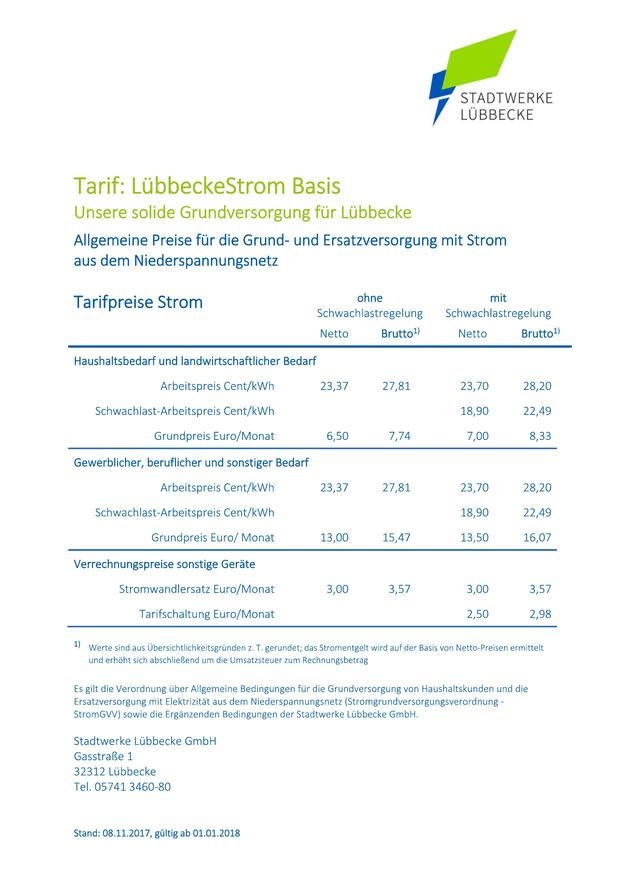 STADTWERKE
LÜBBECKE
Tarif: LübbeckeStrom Basis
Unsere solide Grundversorgung für Lübbecke
Allgemeine Preise für die Grund- und Ersatzversorgung mit Strom
aus dem Niederspannungsnetz
Tarifpreise Strom
ohne mit
Schwachlastregelung Schwachlastregelung
Netto Brutto1) Netto Brutto1)
Haushaltsbedarf und landwirtschaftlicher Bedarf
Arbeitspreis Cent/kWh 23,37 27,81 23,70 28,20
Schwachlast-Arbeitspreis Cent/kWh 18,90 22,49
Grundpreis Euro/Monat 6,50 7,74 7,00 8,33
Gewerblicher, beruflicher und sonstiger Bedarf
Arbeitspreis Cent/kWh 23,37 27,81 23,70 28,20
Schwachlast-Arbeitspreis Cent/kWh 18,90 22,49
Grundpreis Euro/ Monat 13,00 15,47 13,50 16,07
Verrechnungspreise sonstige Geräte
Stromwandlersatz Euro/Monat 3,00 3,57 3,00 3,57
Tarifschaltung Euro/Monat 2,50 2,98
1) Werte sind aus Übersichtlichkeitsgründen z. T. gerundet; das Stromentgelt wird auf der Basis von Netto-Preisen ermittelt
und erhöht sich abschließend um die Umsatzsteuer zum Rechnungsbetrag
Es gilt die Verordnung über Allgemeine Bedingungen für die Grundversorgung von Haushaltskunden und die
Ersatzversorgung mit Elektrizität aus dem Niederspannungsnetz (Stromgrundversorgungsverordnung -
StromGVV) sowie die Ergänzenden Bedingungen der Stadtwerke Lübbecke GmbH.
Stadtwerke Lübbecke GmbH
Gasstraße 1
32312 Lübbecke
Tel. 05741 3460-80
Stand: 08.11.2017, gültig ab 01.01.2018